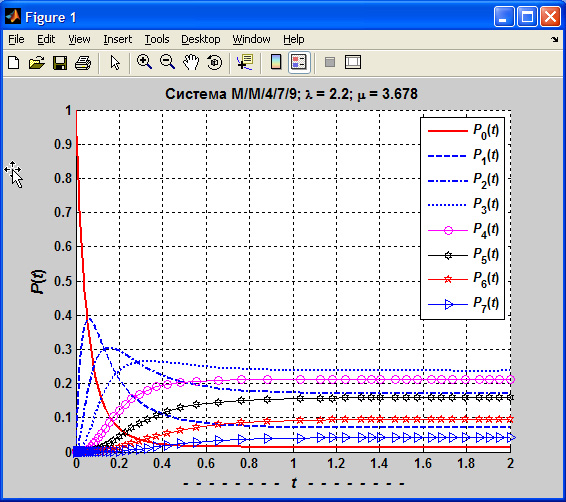 Figure 1
File Edit View Insert Tools Desktop Window Help
Система M/M/4/7/9; λ = 2.2; μ = 3.678
1
0.9
0.8
0.7
0.6
0.5
0.4
0.3
0.2
0.1
0
P(t)
P0(t)
P1(t)
P2(t)
P3(t)
P4(t)
P5(t)
P6(t)
P7(t)
0 0.2 0.4 0.6 0.8 1 1.2 1.4 1.6 1.8 2
- - - - - - - - t - - - - - - - - -